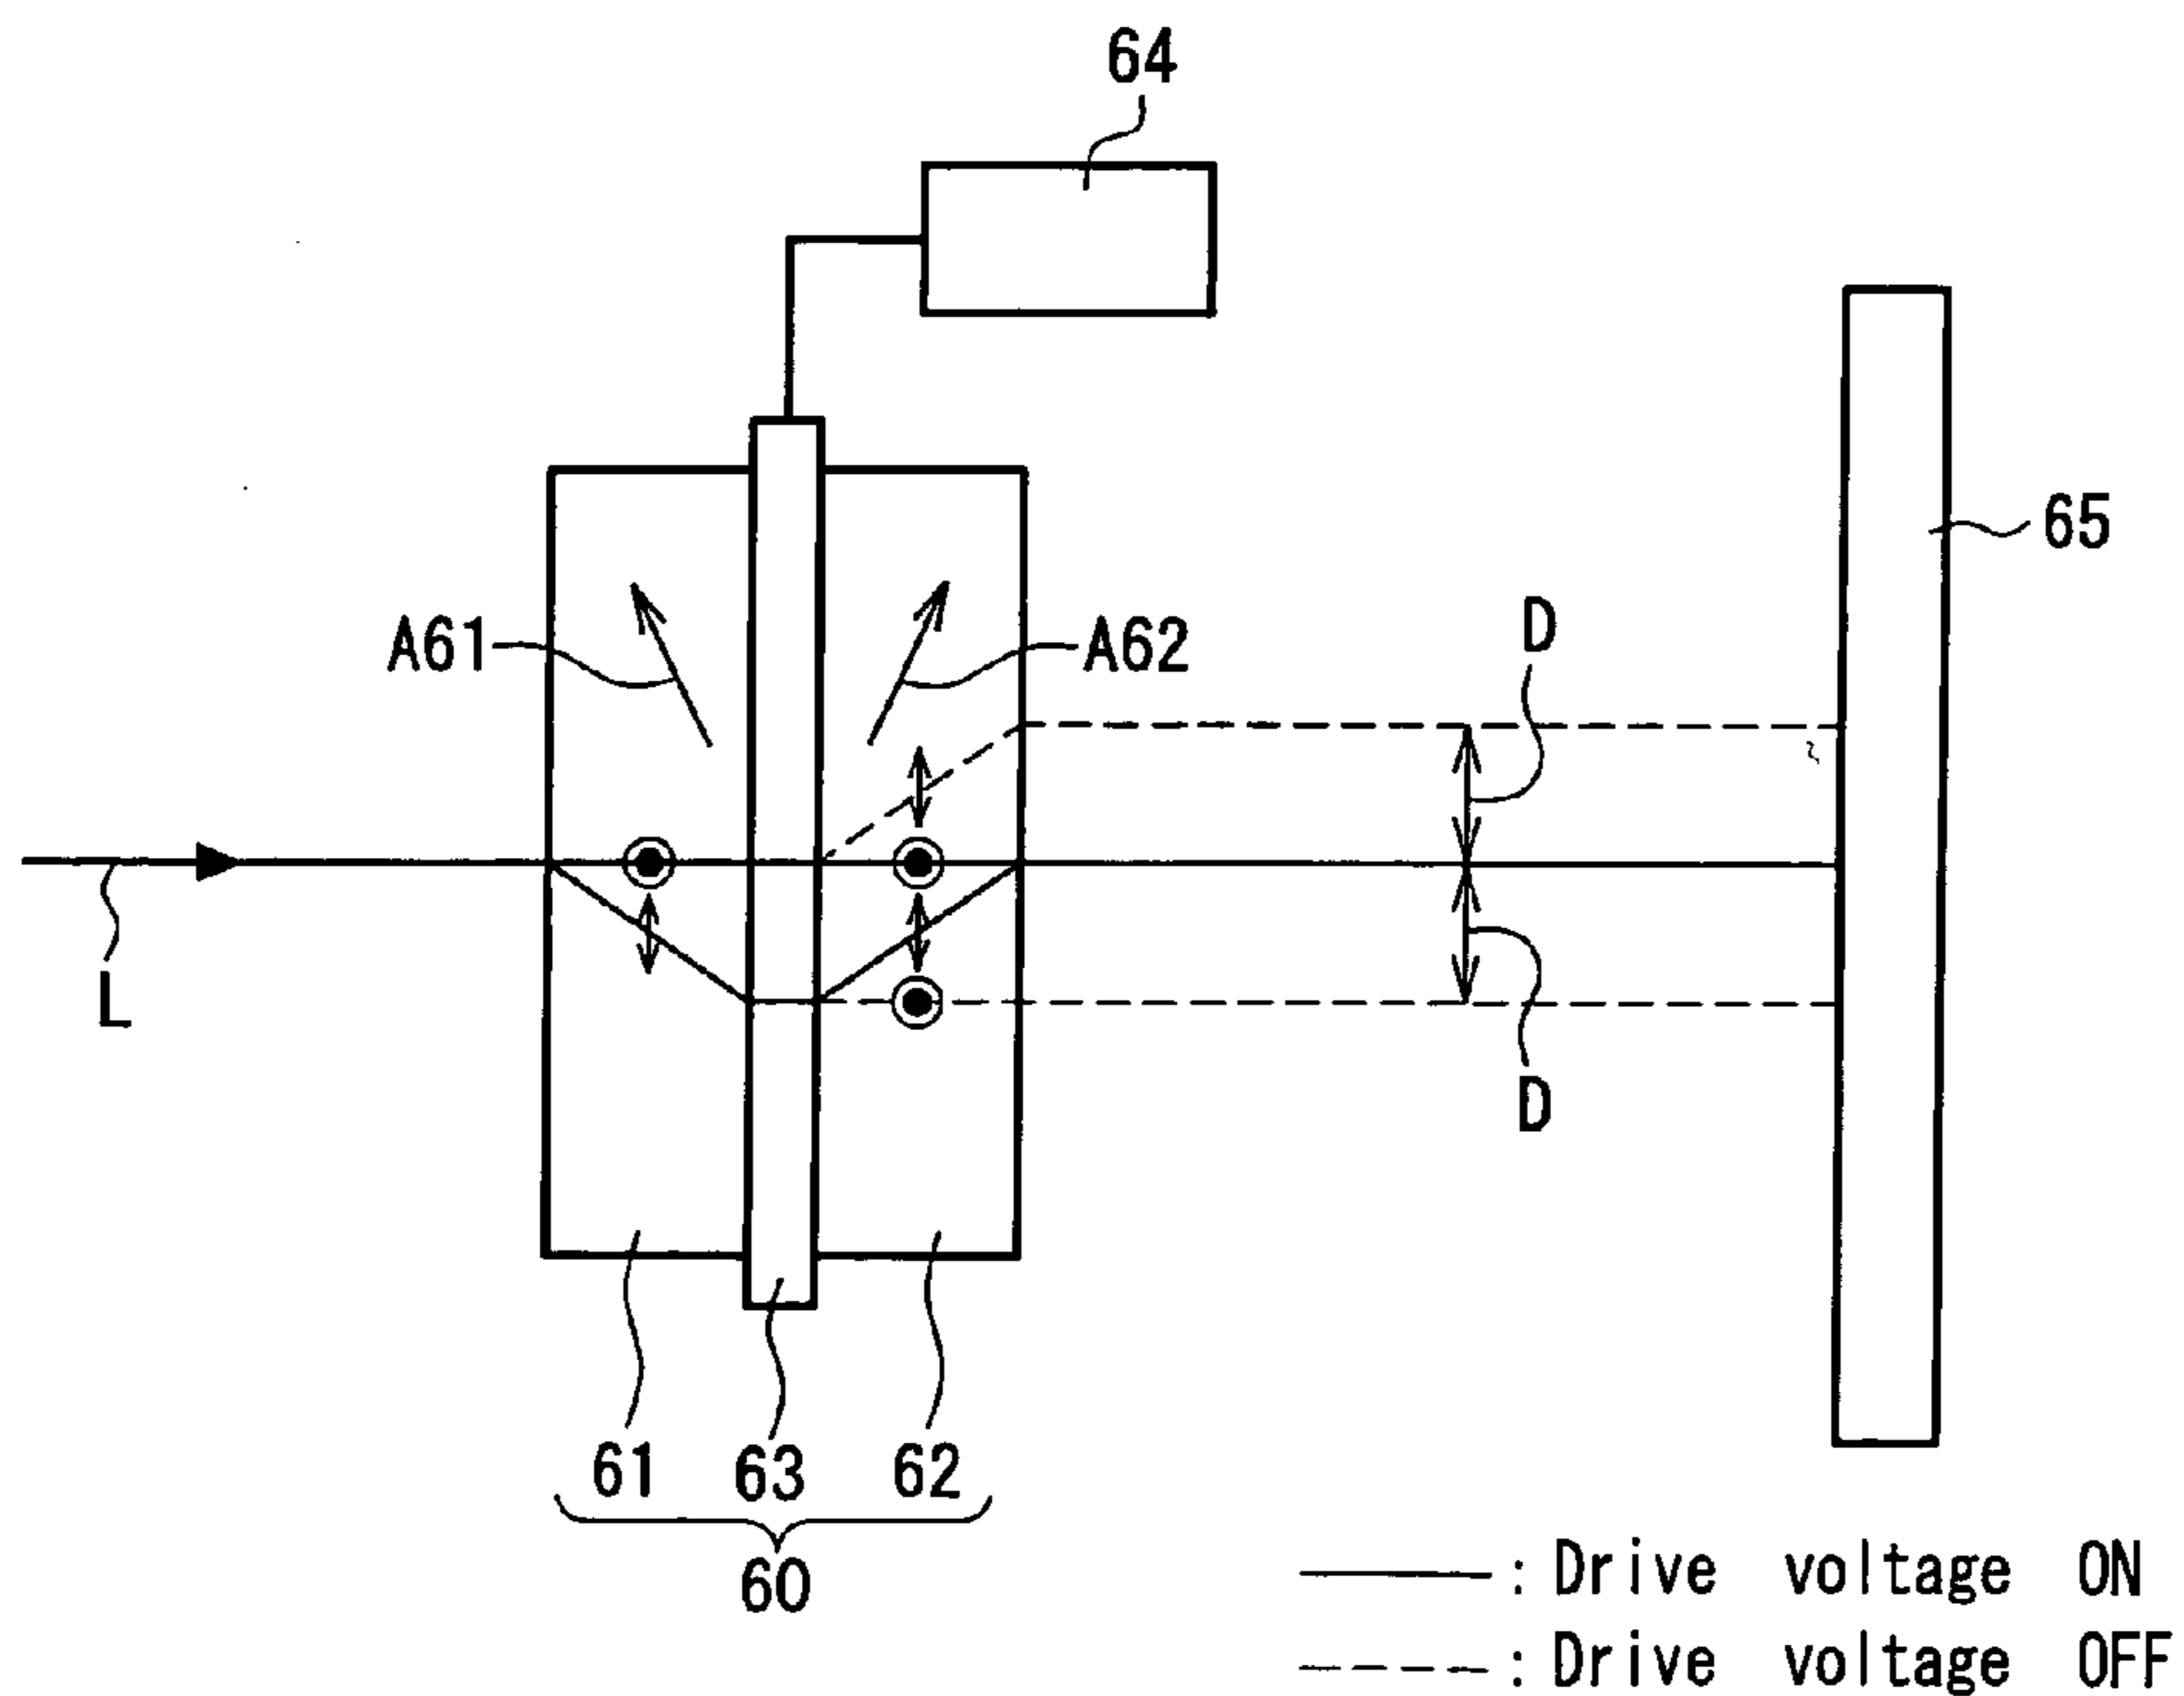 64
65
A61
A62
D
L
D
61
63
62
60
: Drive voltage ON
: Drive voltage OFF